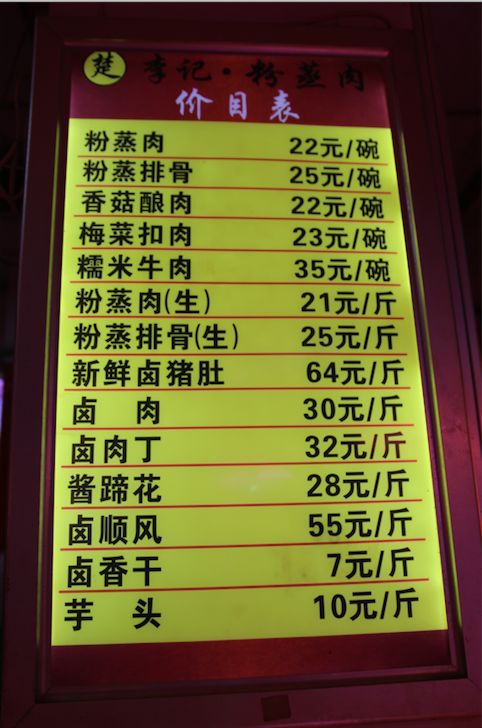 楚 李记·粉蒸肉
价目表
粉蒸肉 22元/碗
粉蒸排骨 25元/碗
香菇酿肉 22元/碗
梅菜扣肉 23元/碗
糯米牛肉 35元/碗
粉蒸肉(生) 21元/斤
粉蒸排骨(生) 25元/斤
新鲜卤猪肚 64元/斤
卤 肉 30元/斤
卤肉丁 32元/斤
酱蹄花 28元/斤
卤顺风 55元/斤
卤香干 7元/斤
芋 头 10元/斤